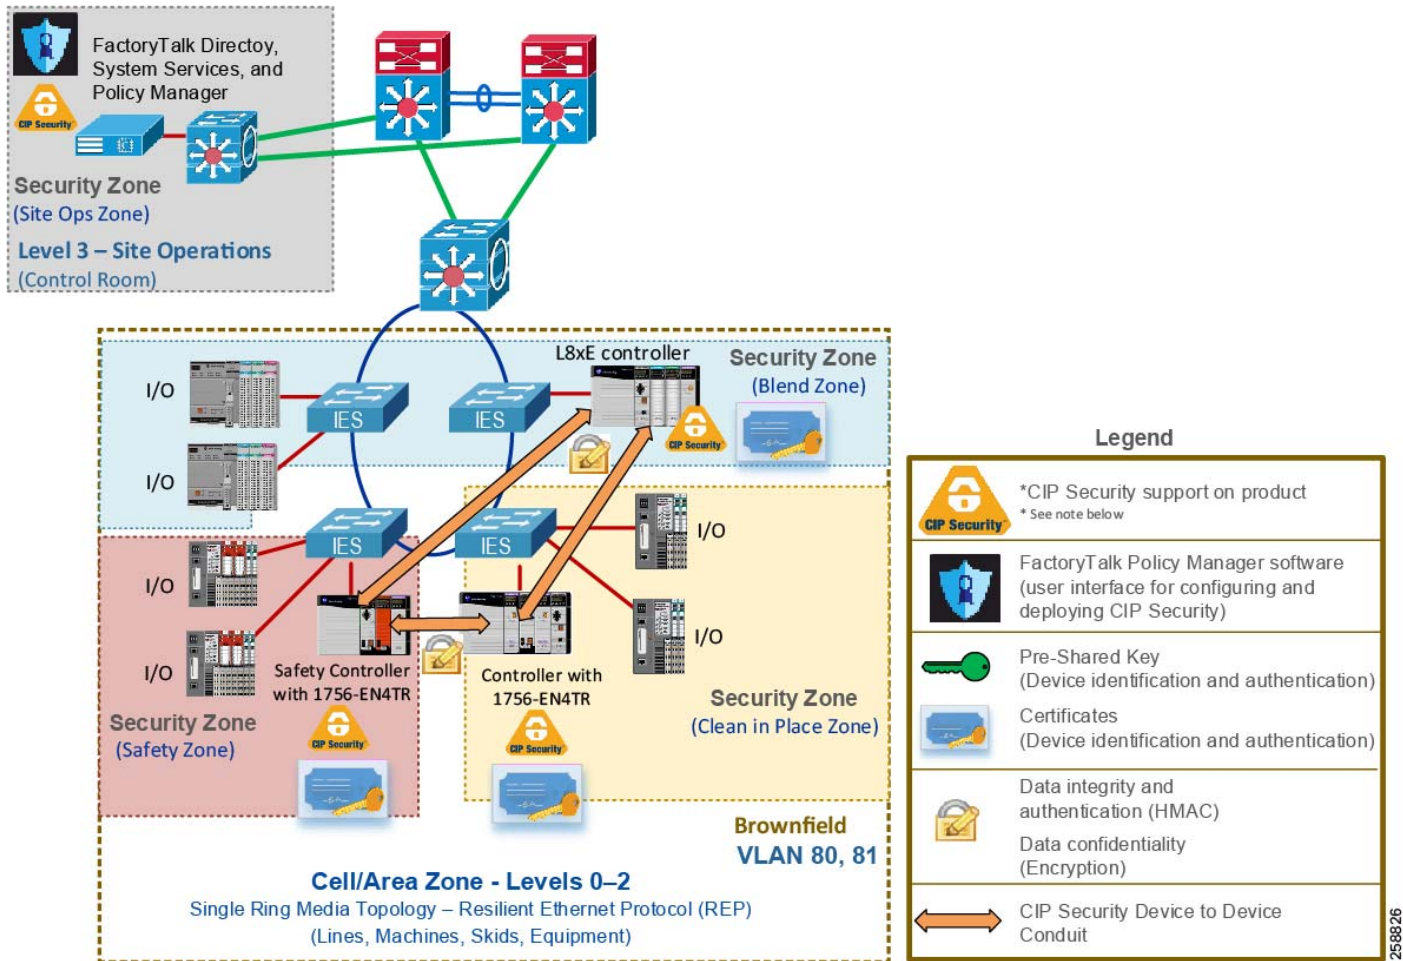 FactoryTalk Directoy,
System Services, and
Policy Manager
CIP Security
Security Zone
(Site Ops Zone)
Level 3 – Site Operations
(Control Room)
L8xE controller
Security Zone
(Blend Zone)
I/O
IES
IES
CIP Security
I/O
IES
IES
I/O
I/O
I/O
I/O
Safety Controller
with 1756-EN4TR
Controller with
1756-EN4TR
Security Zone
(Clean in Place Zone)
Security Zone
(Safety Zone)
CIP Security
CIP Security
Brownfield
VLAN 80, 81
Cell/Area Zone - Levels 0–2
Single Ring Media Topology – Resilient Ethernet Protocol (REP)
(Lines, Machines, Skids, Equipment)
Legend
CIP Security
*CIP Security support on product
* See note below
FactoryTalk Policy Manager software
(user interface for configuring and
deploying CIP Security)
Pre-Shared Key
(Device identification and authentication)
Certificates
(Device identification and authentication)
Data integrity and
authentication (HMAC)
Data confidentiality
(Encryption)
CIP Security Device to Device
Conduit
258826